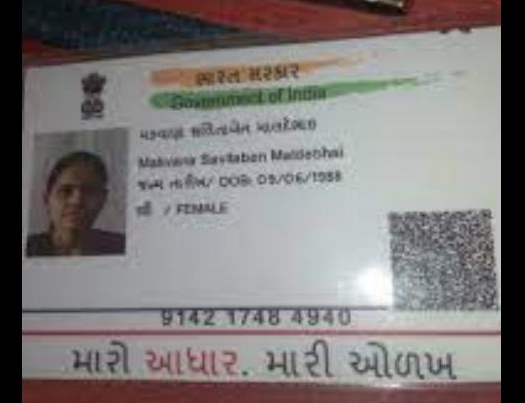 ભારત સરકાર
Government of India
મકવાણા સવિતાબેન માલદેભાઇ
Makvana Savitaben Maldebhai
જન્મ તારીખ/ DOB: 09/06/1988
સ્ત્રી / FEMALE
9142 1748 4940
મારો આધાર. મારી ઓળખ